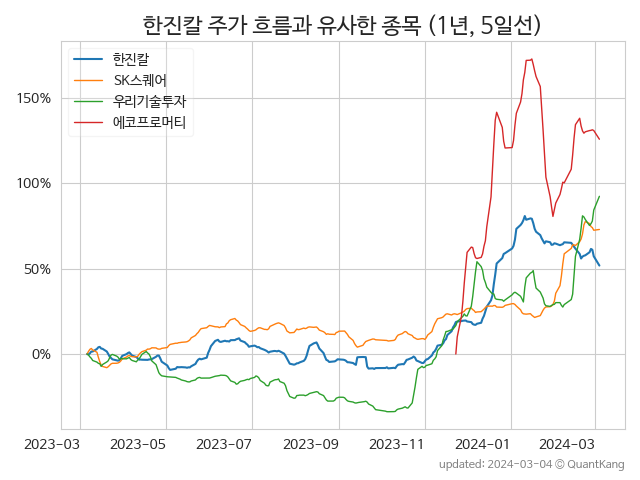 한진칼 주가 흐름과 유사한 종목 (1년, 5일선)
한진칼
SK스퀘어
우리기술투자
에코프로머티
150%
100%
50%
0%
2023-03 2023-05 2023-07 2023-09 2023-11 2024-01 2024-03
updated: 2024-03-04 © QuantKang